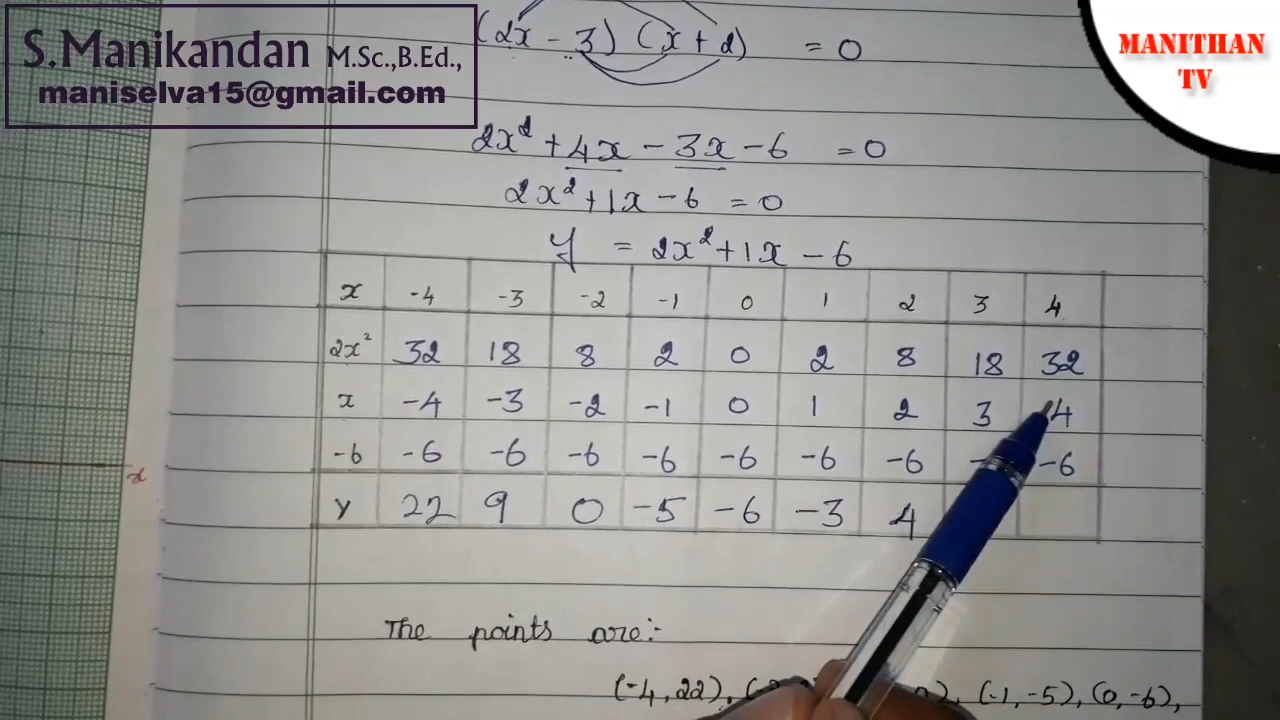 S.Manikandan M.Sc.,B.Ed.,
maniselva15@gmail.com
MANITHAN
TV
(2x - 3) (x + 2) = 0
2x² + 4x - 3x - 6 = 0
2x² + 1x - 6 = 0
y = 2x² + 1x - 6
x -4 -3 -2 -1 0 1 2 3 4
2x² 32 18 8 2 0 2 8 18 32
x -4 -3 -2 -1 0 1 2 3 4
-6 -6 -6 -6 -6 -6 -6 -6 -6
y 22 9 0 -5 -6 -3 4
x
The points are:-
(-4, 22), (-1, -5), (0, -6),